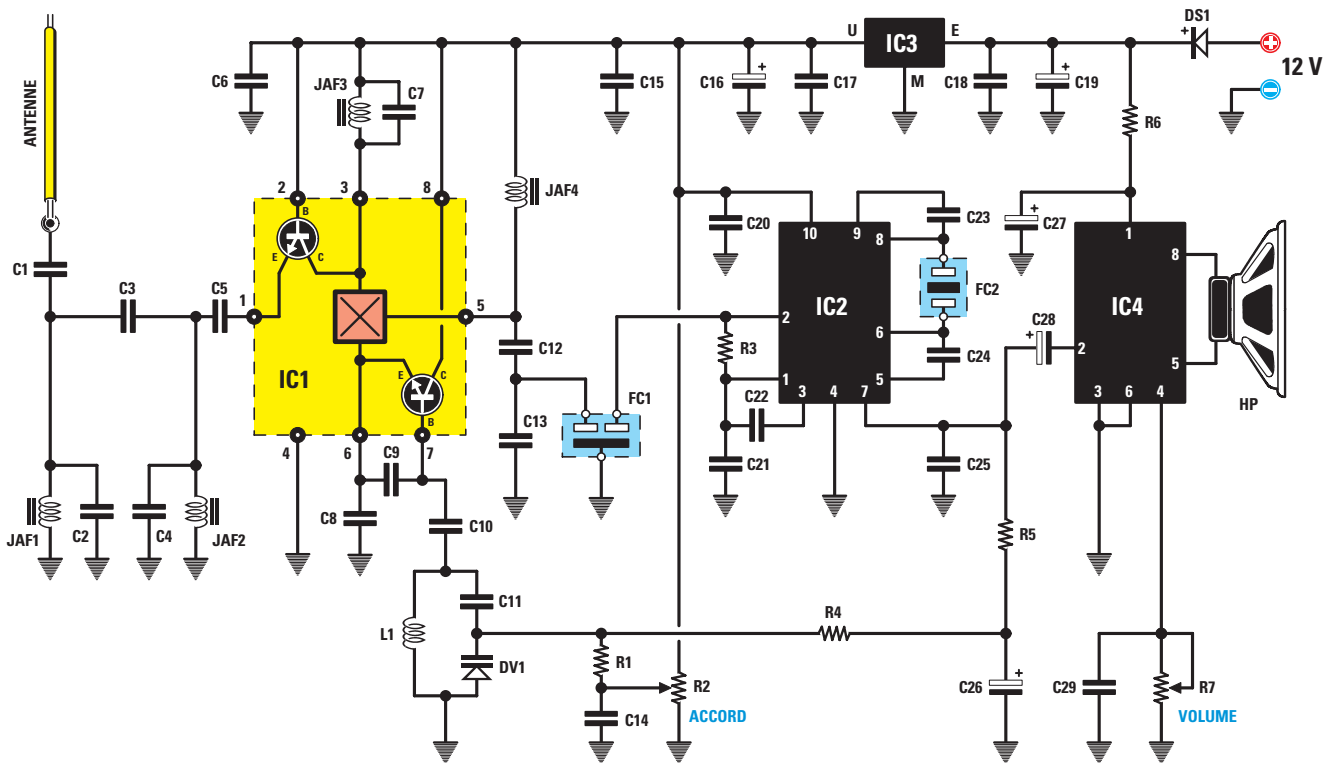 ANTENNE
C1
C3
C5
1
JAF1
C2
C4
JAF2
C6
JAF3
C7
2
3
8
B
E
C
5
IC1
E
C
B
4
6
7
C8
C9
C10
C11
L1
DV1
JAF4
C12
C13
FC1
C15
C16
+
C17
U
IC3
E
M
C18
C19
+
DS1
+
+
12 V
−
R6
C20
C27
+
10
9
8
C23
FC2
2
IC2
6
C24
1
3
4
7
5
R3
C22
C21
C25
C28
+
1
8
IC4
2
5
3
6
4
HP
R5
R4
R1
C14
R2
ACCORD
C26
+
C29
R7
VOLUME